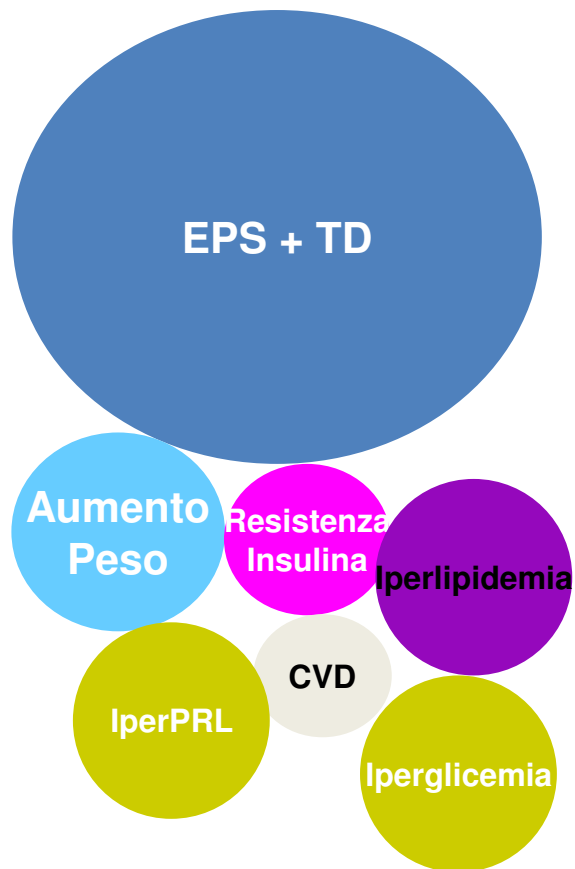 EPS + TD
Aumento
Peso
Resistenza
Insulina
Iperlipidemia
CVD
IperPRL
Iperglicemia